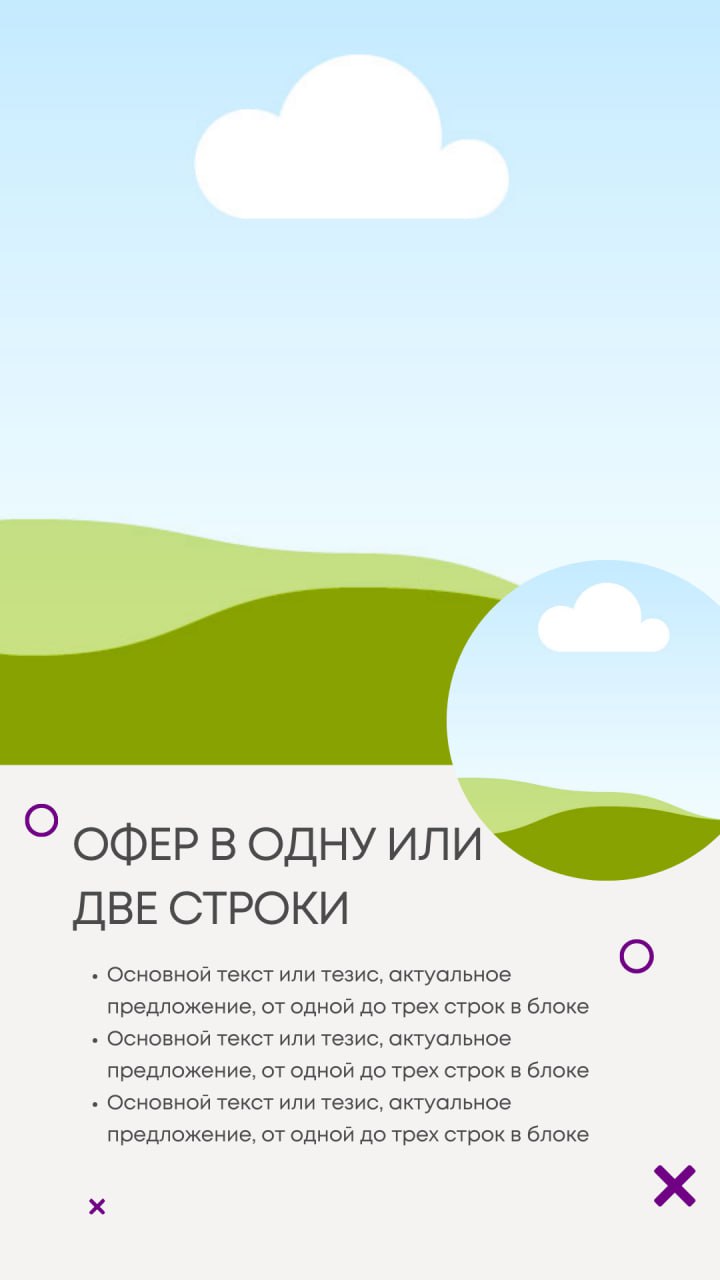 ОФЕР В ОДНУ ИЛИ
ДВЕ СТРОКИ
• Основной текст или тезис, актуальное
предложение, от одной до трех строк в блоке
• Основной текст или тезис, актуальное
предложение, от одной до трех строк в блоке
• Основной текст или тезис, актуальное
предложение, от одной до трех строк в блоке